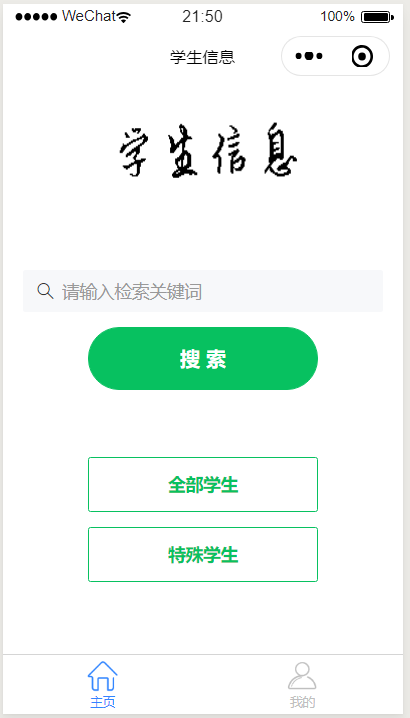 WeChat 21:50 100%
学生信息
学生信息
请输入检索关键词
搜 索
全部学生
特殊学生
主页 我的